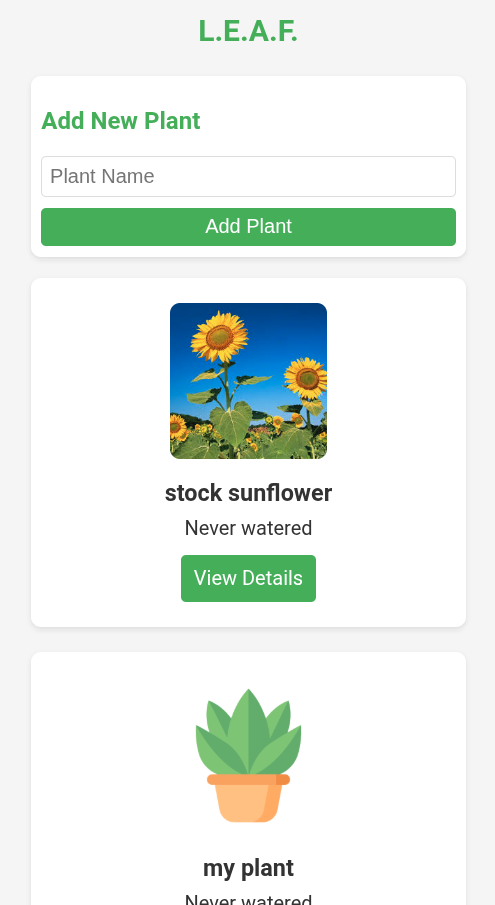 L.E.A.F.
Add New Plant
Plant Name
Add Plant
stock sunflower
Never watered
View Details
my plant
Never watered